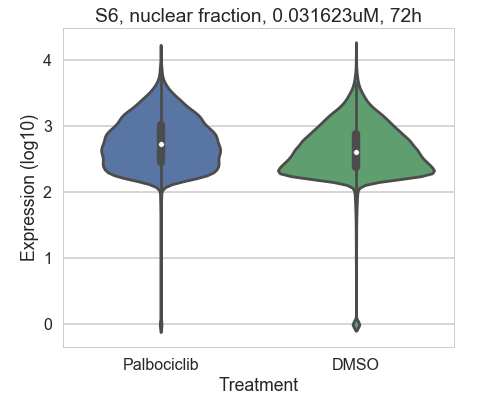 S6, nuclear fraction, 0.031623uM, 72h
Expression (log10)
4
3
2
1
0
Palbociclib
DMSO
Treatment